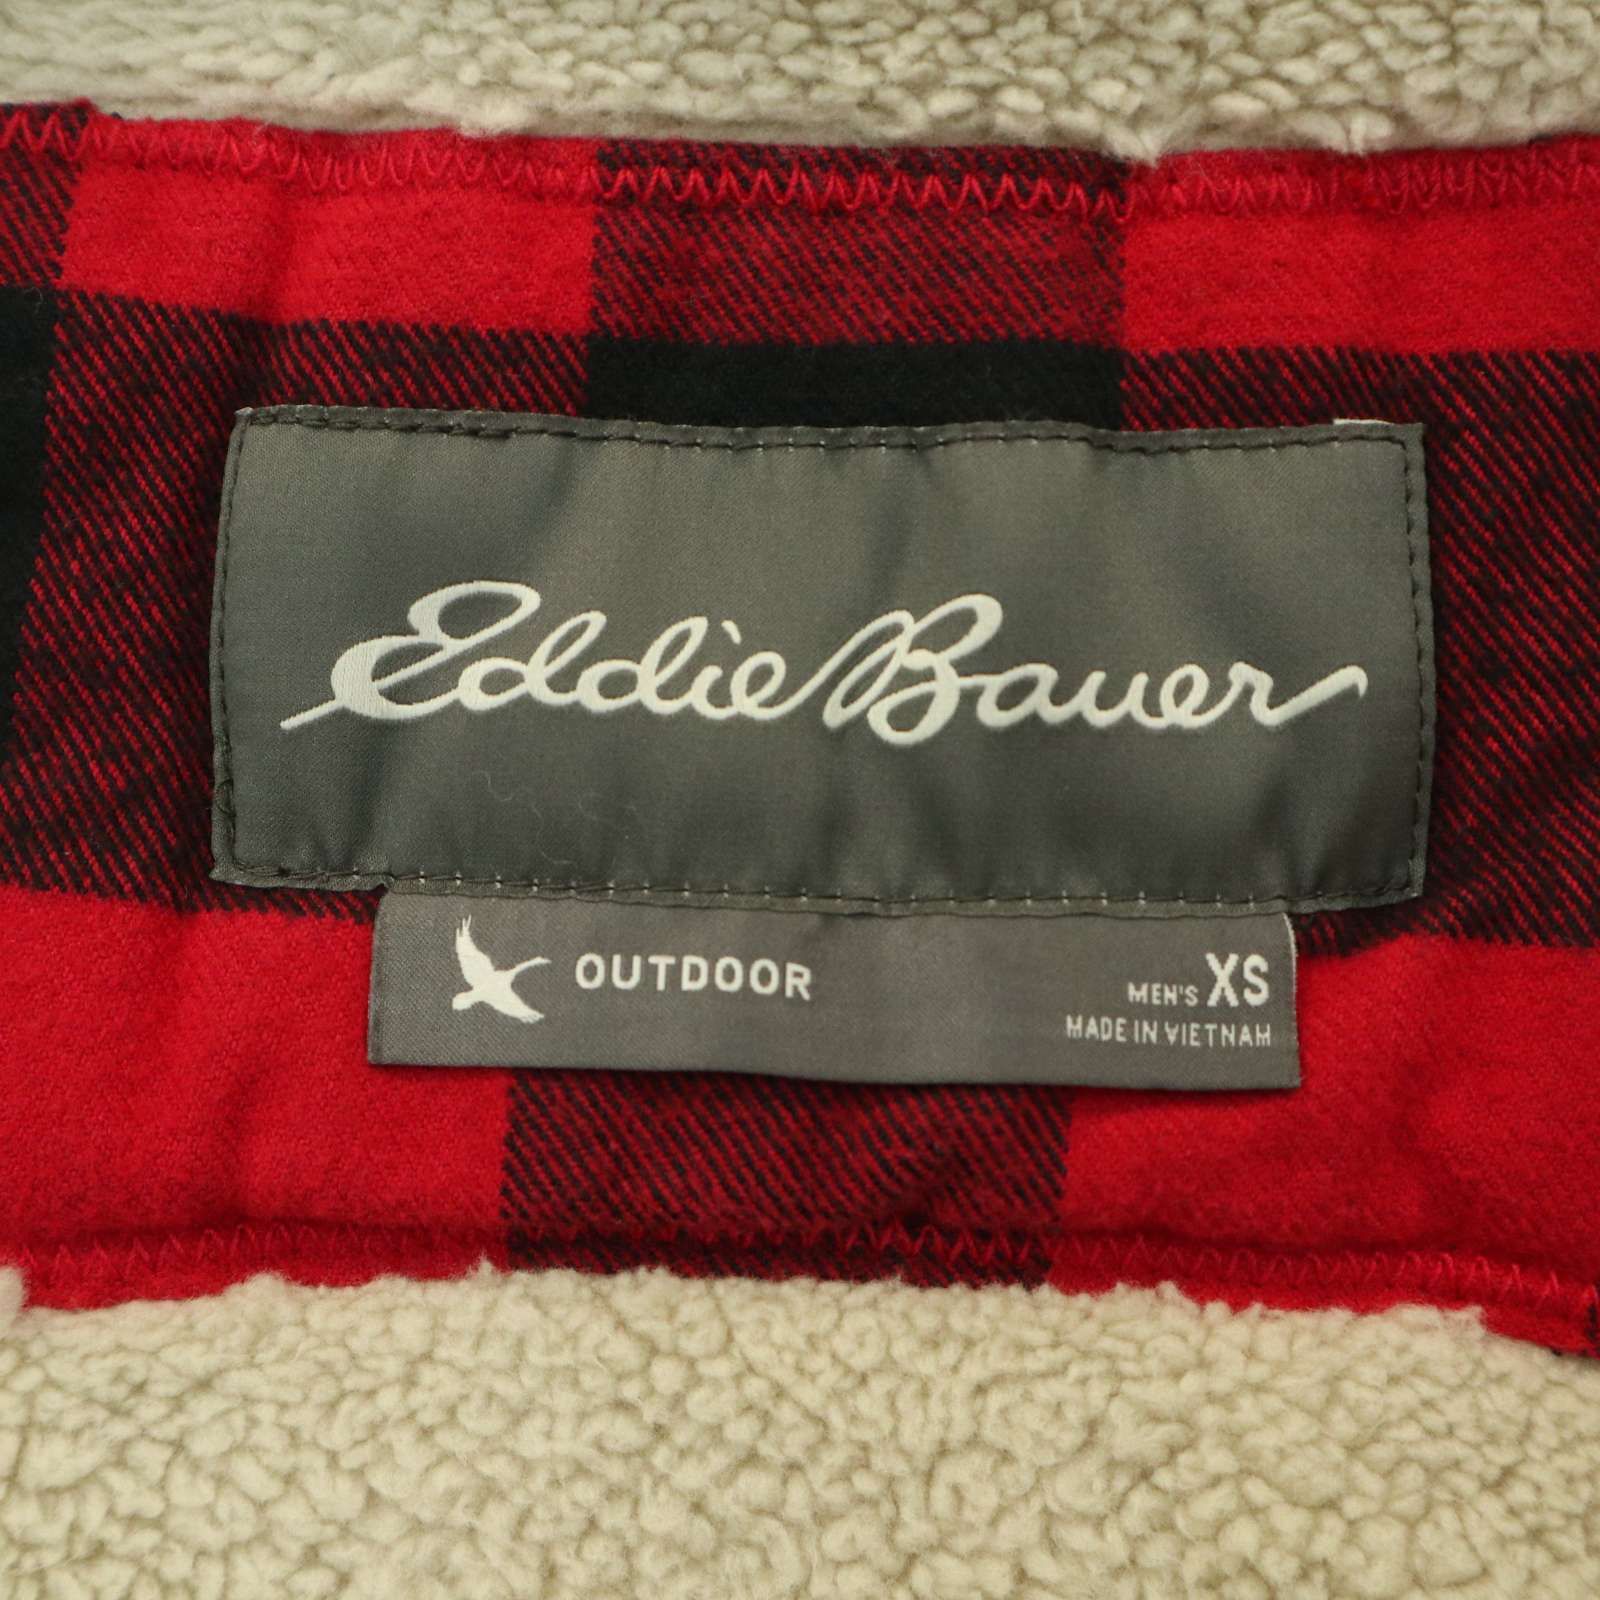 Eddie Bauer
OUTDOOR
MEN'S XS
MADE IN VIETNAM